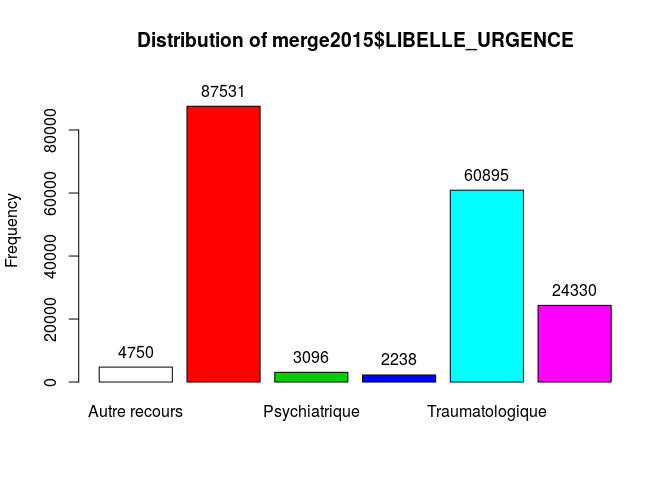 Distribution of merge2015$LIBELLE_URGENCE
Frequency
0
20000
40000
60000
80000
4750
87531
3096
2238
60895
24330
Autre recours
Psychiatrique
Traumatologique